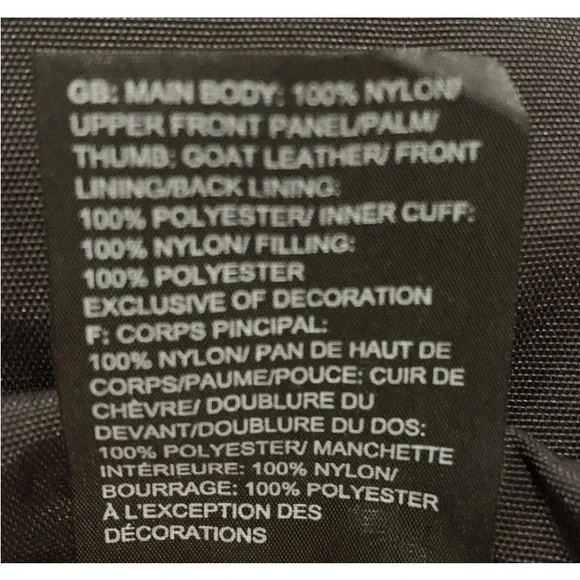 GB: MAIN BODY: 100% NYLON/
UPPER FRONT PANEL/PALM/
THUMB: GOAT LEATHER/ FRONT
LINING/BACK LINING:
100% POLYESTER/ INNER CUFF:
100% NYLON/ FILLING:
100% POLYESTER
EXCLUSIVE OF DECORATION
F: CORPS PINCIPAL:
100% NYLON/ PAN DE HAUT DE
CORPS/PAUME/POUCE: CUIR DE
CHÈVRE/ DOUBLURE DU
DEVANT/DOUBLURE DU DOS:
100% POLYESTER/ MANCHETTE
INTÉRIEURE: 100% NYLON/
BOURRAGE: 100% POLYESTER
À L'EXCEPTION DES
DÉCORATIONS